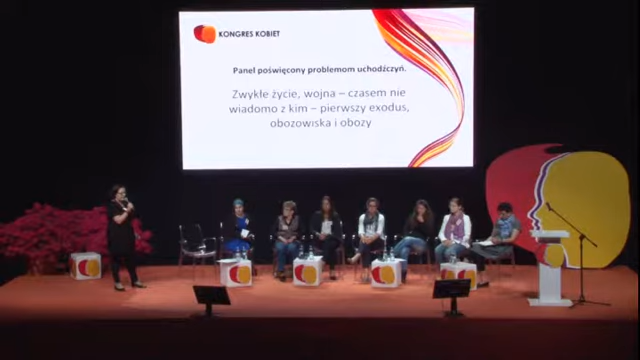 KONGRES KOBIET
Panel poświęcony problemom uchodźczyń.
Zwykłe życie, wojna – czasem nie
wiadomo z kim – pierwszy exodus,
obozowiska i obozy